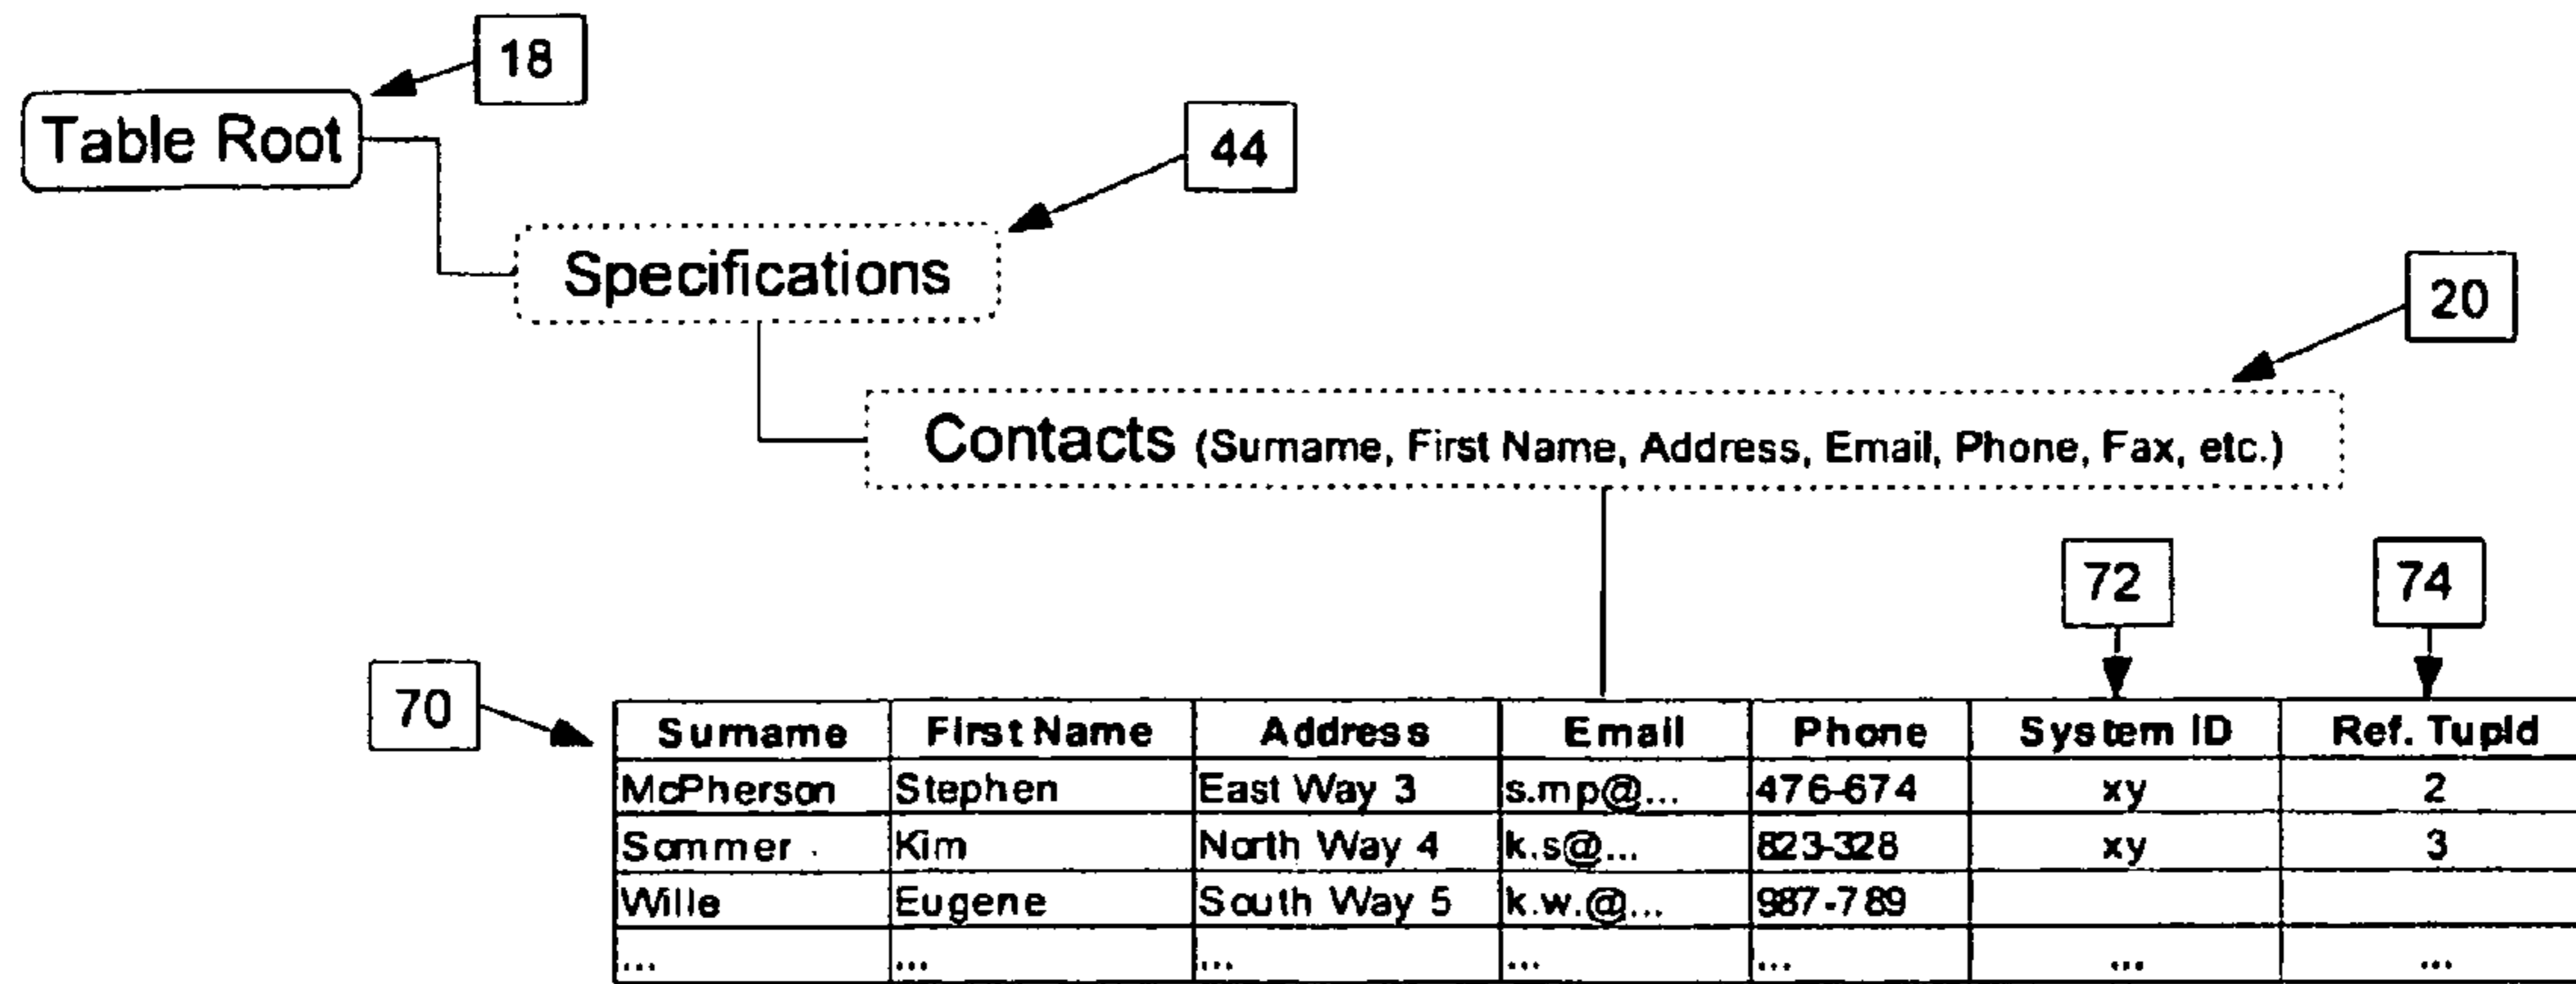 18
Table Root
44
Specifications
20
Contacts (Surname, First Name, Address, Email, Phone, Fax, etc.)
72 74
70
Surname First Name Address Email Phone System ID Ref. TupId
McPherson Stephen East Way 3 s.mp@... 476-674 xy 2
Sommer Kim North Way 4 k.s@... 823-328 xy 3
Wille Eugene South Way 5 k.w.@... 987-789
... ... ... ... ... ... ...